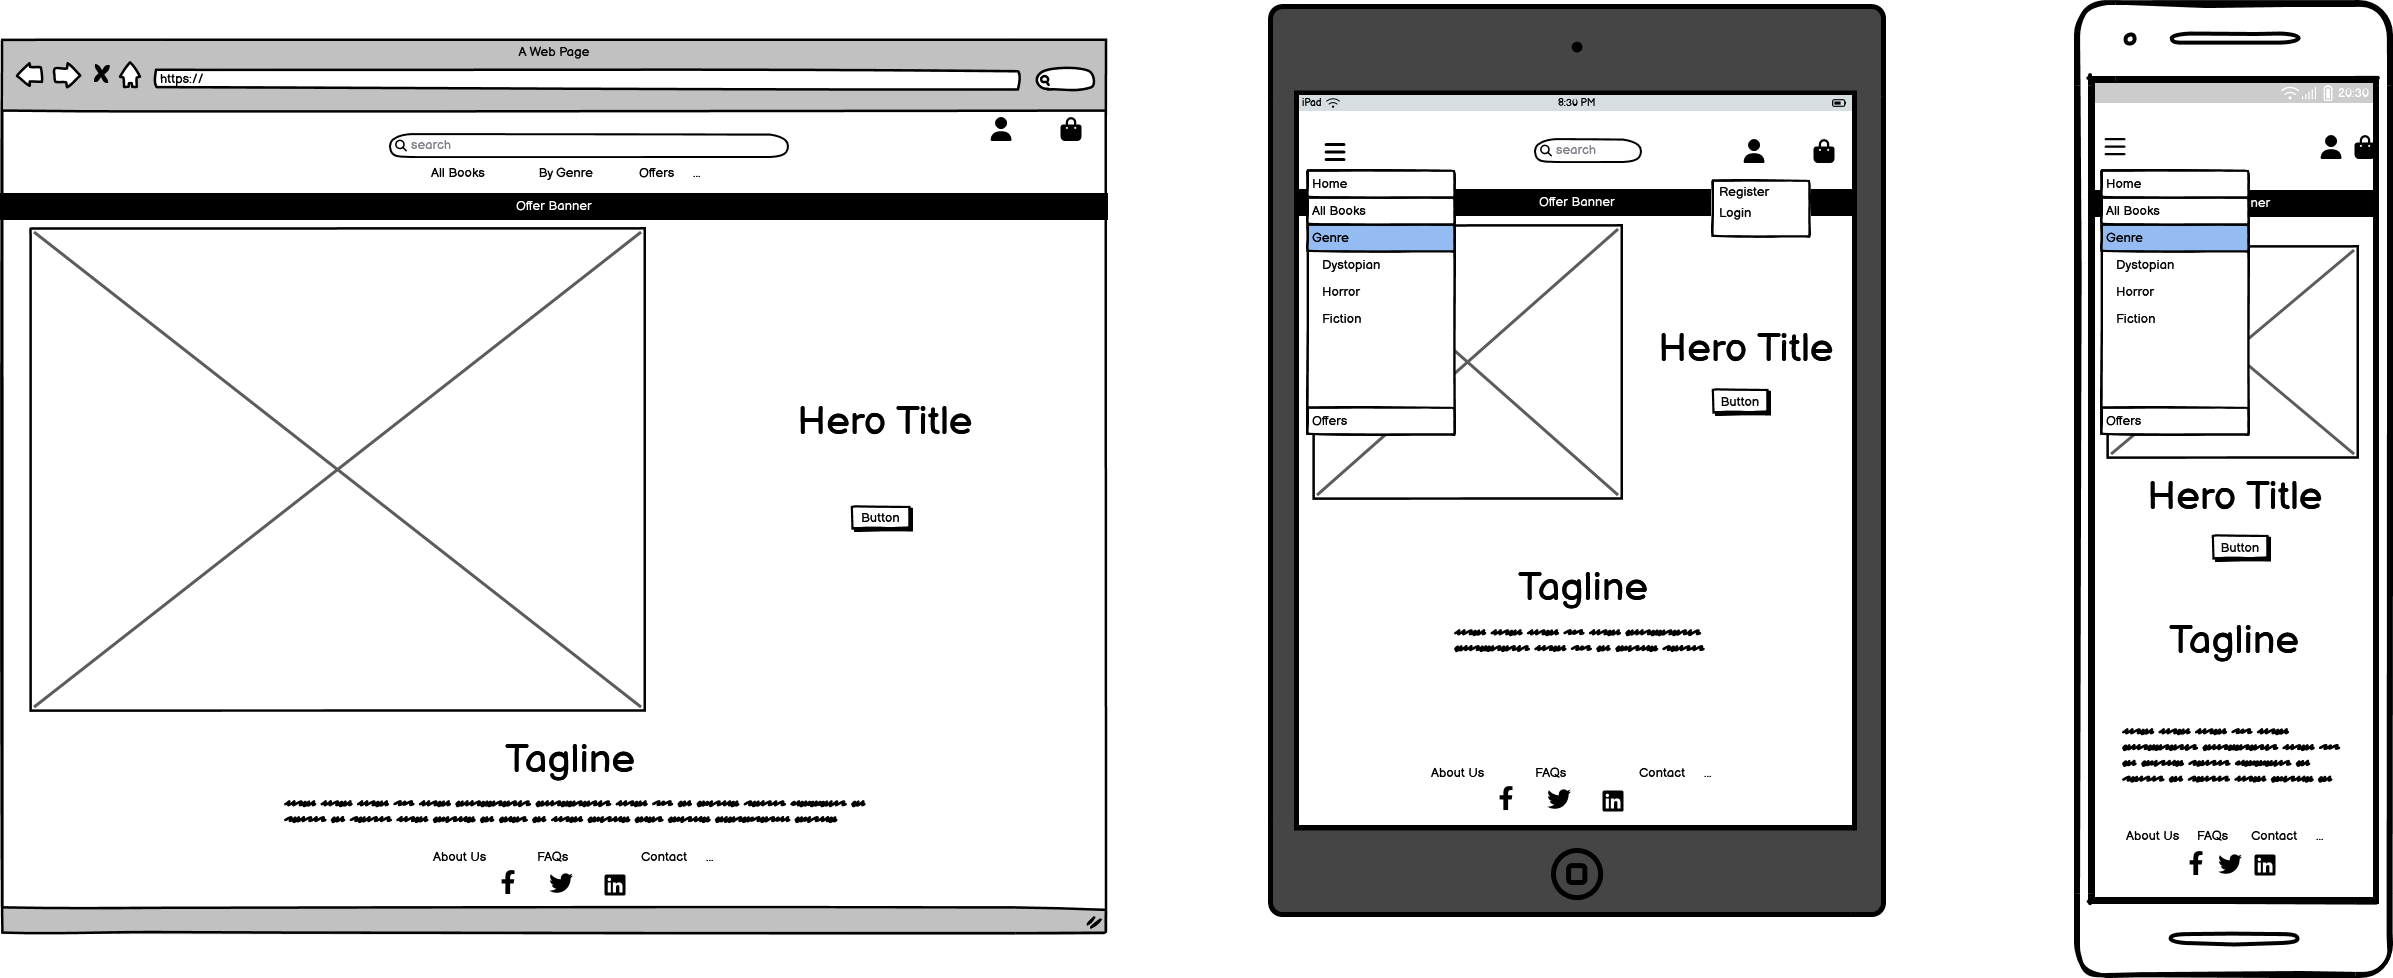 A Web Page
https://
search
All Books By Genre Offers ...
Offer Banner
Hero Title
Button
Tagline
About Us FAQs Contact ...
iPad 8:30 PM
search
Home
All Books
Genre
Dystopian
Horror
Fiction
Offers
Offer Banner
Register
Login
Hero Title
Button
Tagline
About Us FAQs Contact ...
20:30
Home
All Books
Genre
Dystopian
Horror
Fiction
Offers
ner
Hero Title
Button
Tagline
About Us FAQs Contact ...